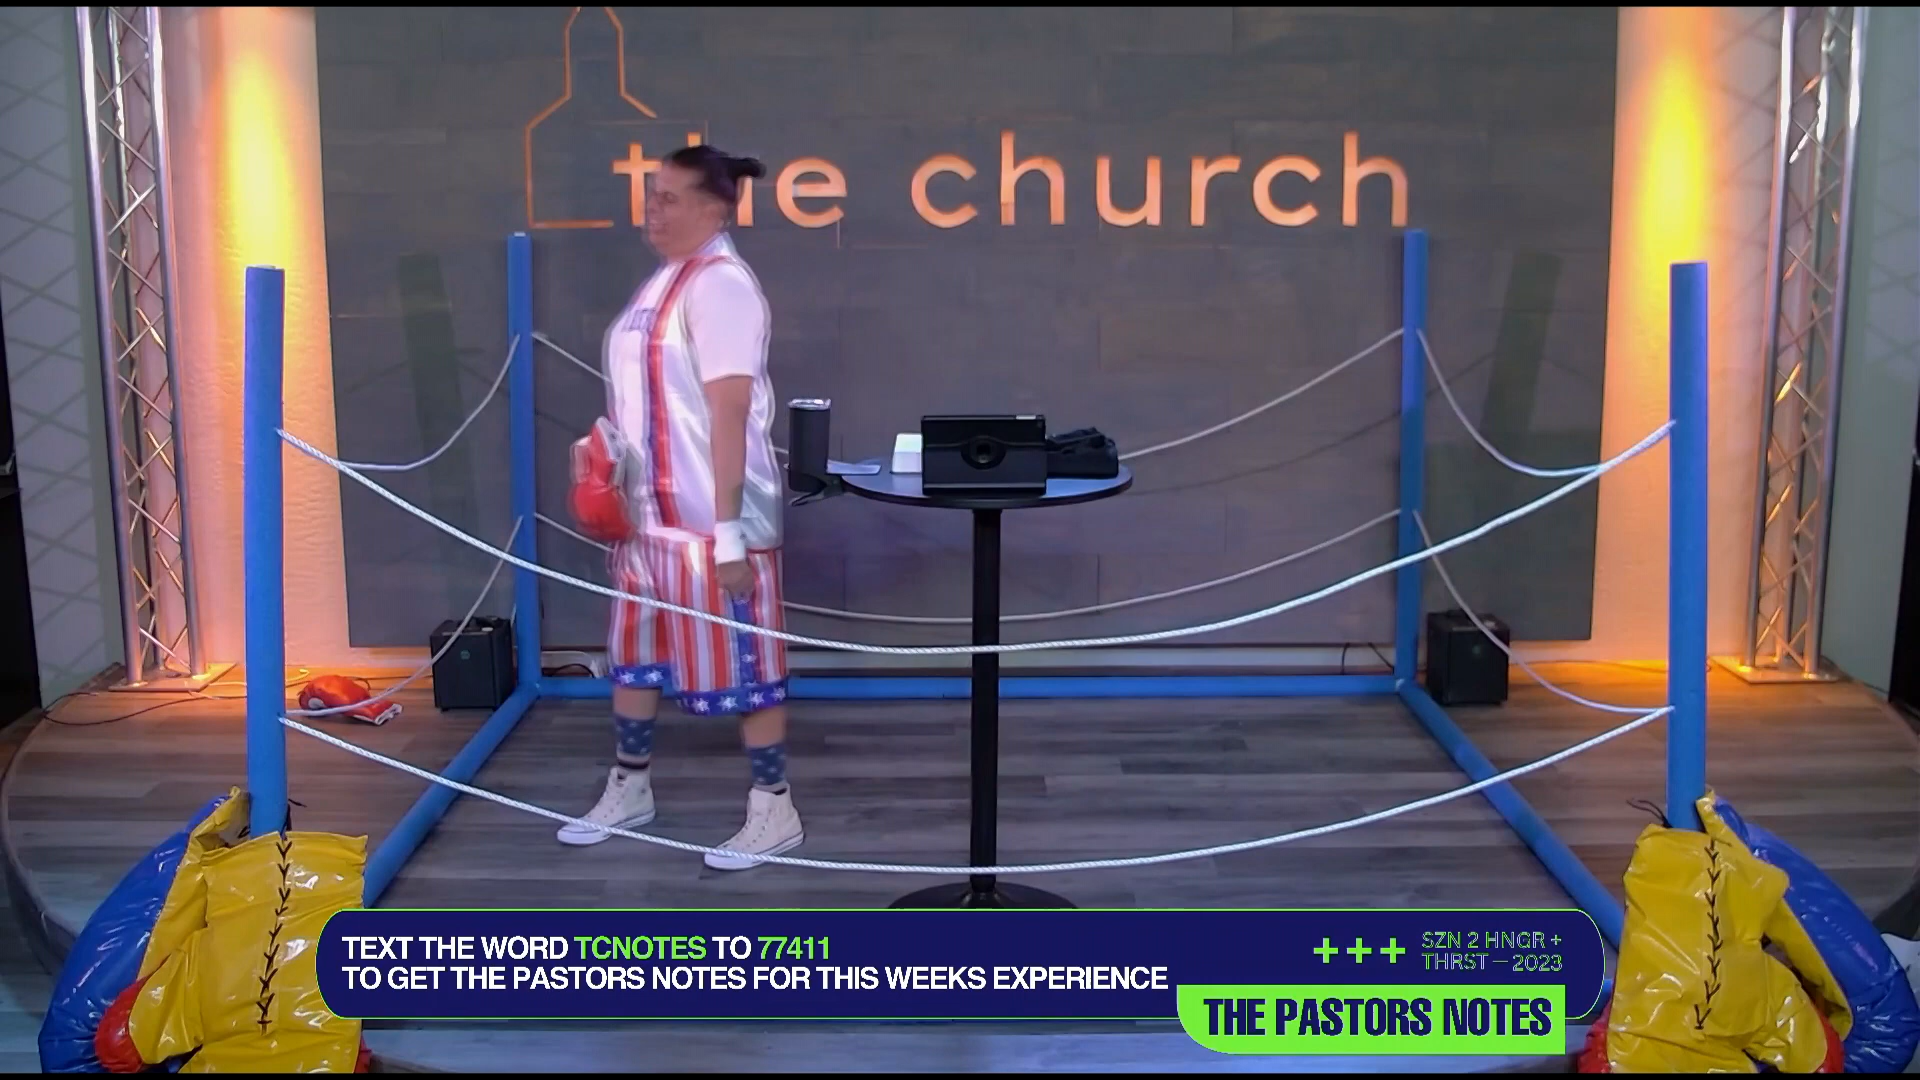 the church
TEXT THE WORD TCNOTES TO 77411
TO GET THE PASTORS NOTES FOR THIS WEEKS EXPERIENCE
+++ SZN 2 HNGR +
THRST — 2023
THE PASTORS NOTES